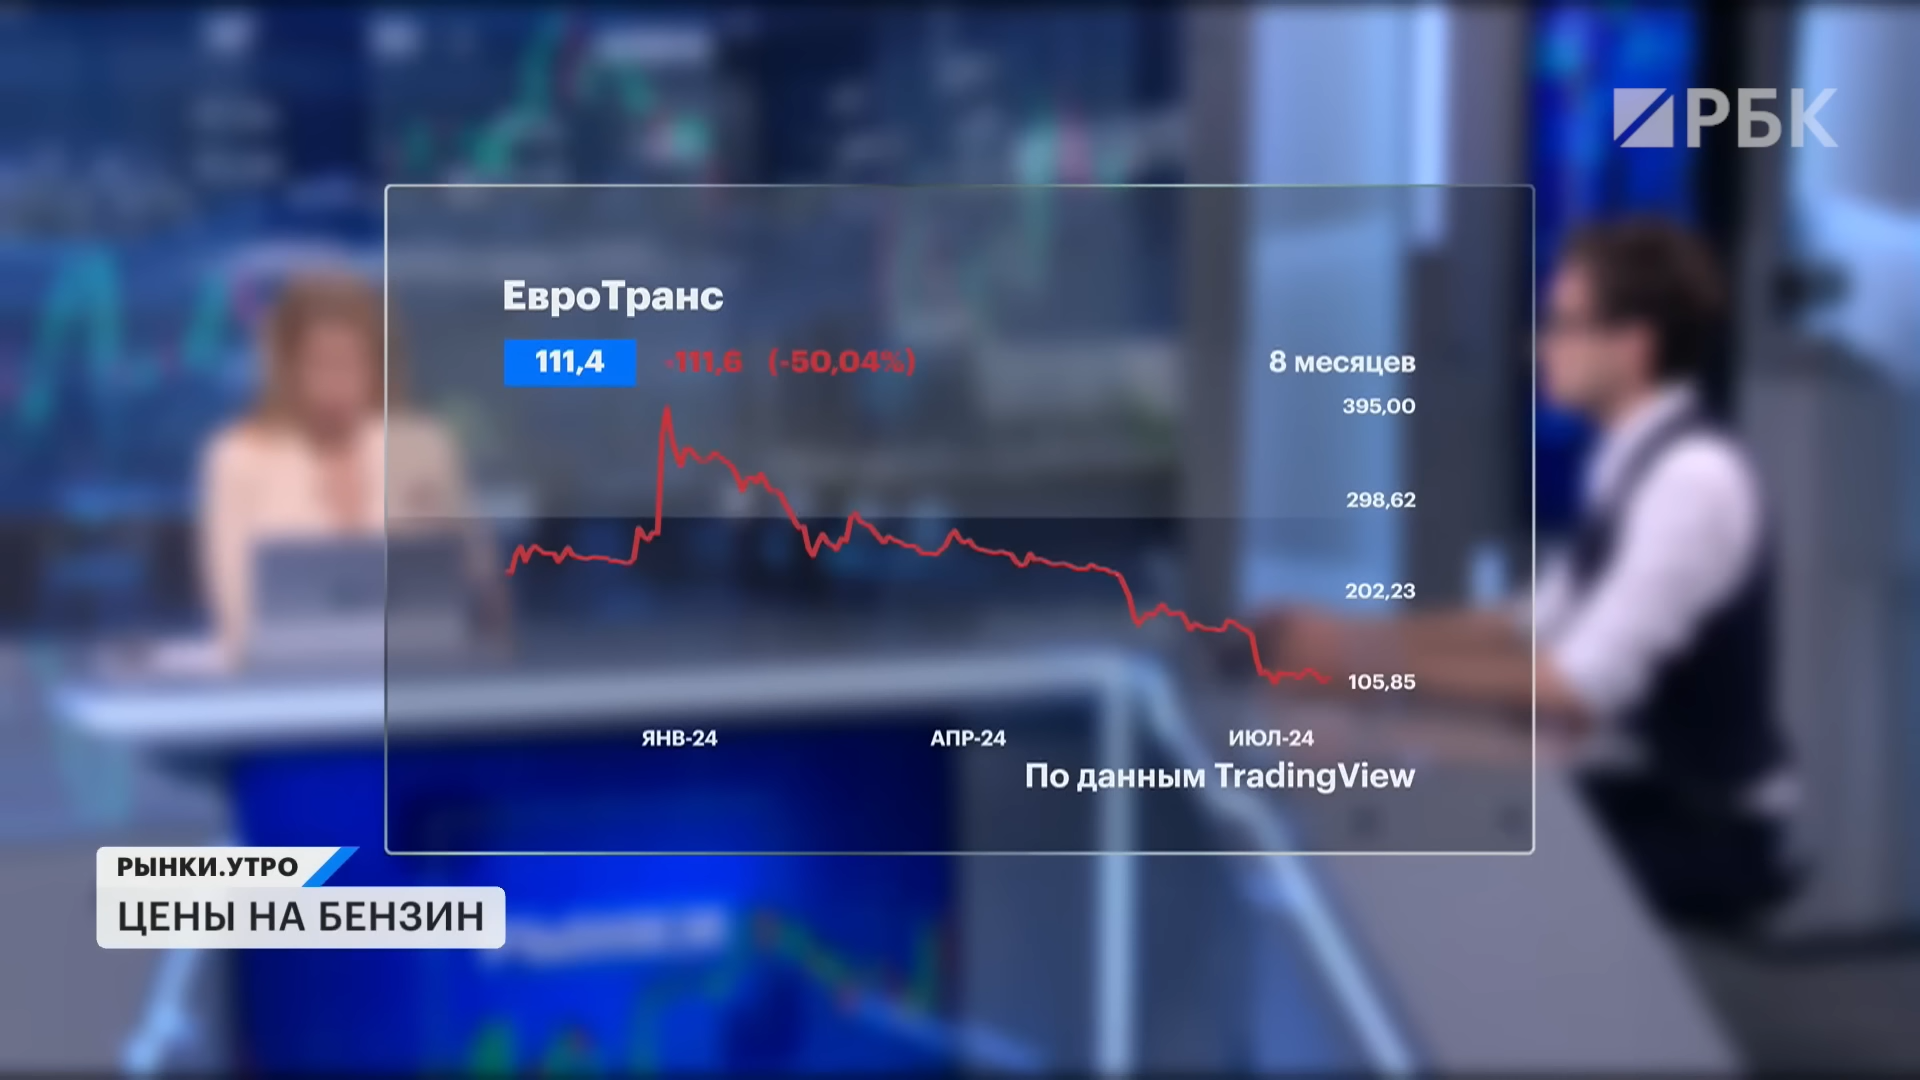 РБК
ЕвроТранс
111,4 -111,6 (-50,04%) 8 месяцев
395,00
298,62
202,23
105,85
ЯНВ-24 АПР-24 ИЮЛ-24
По данным TradingView
РЫНКИ.УТРО
ЦЕНЫ НА БЕНЗИН